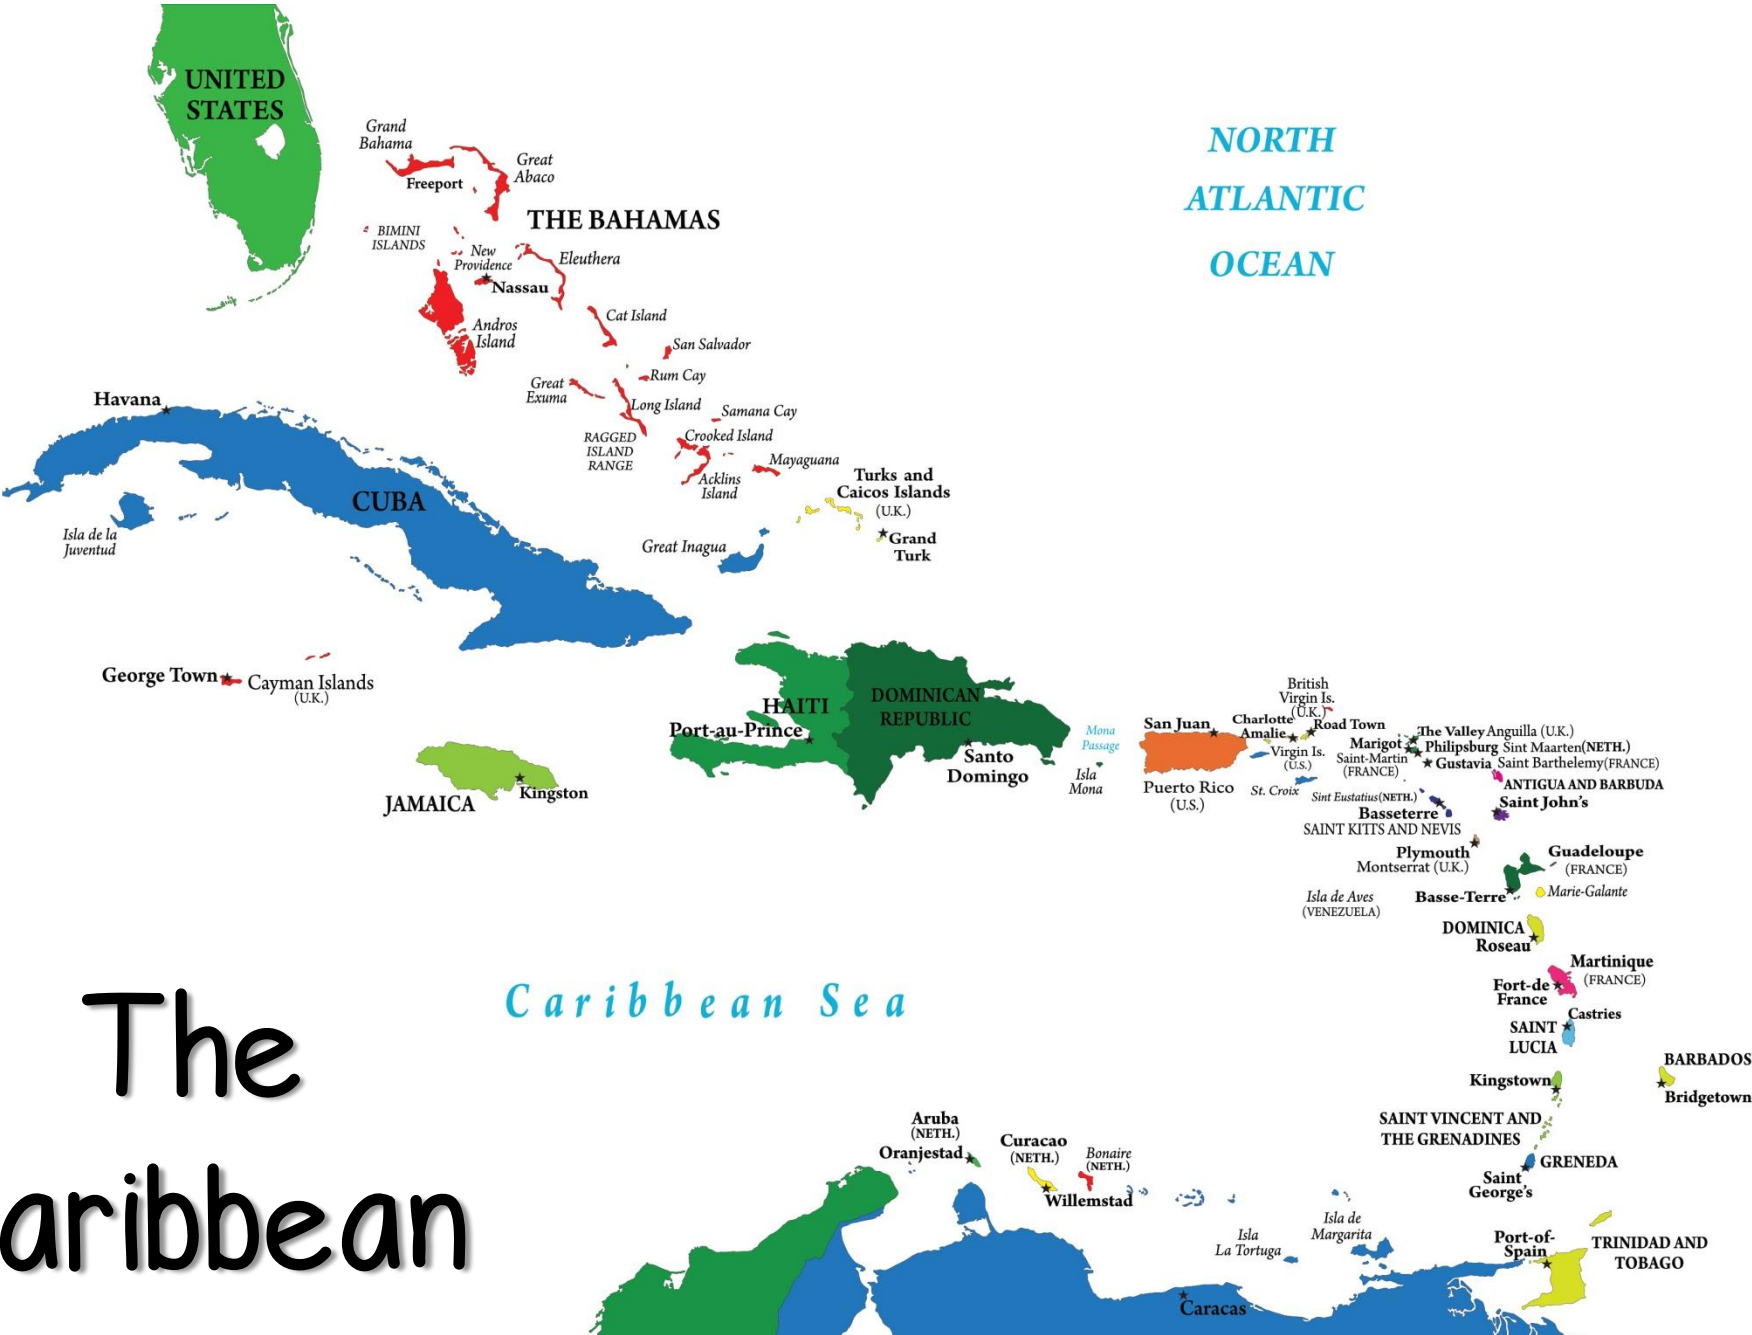 UNITED
STATES
Grand
Bahama
Freeport
Great
Abaco
THE BAHAMAS
BIMINI
ISLANDS
New
Providence
Nassau
Eleuthera
Andros
Island
Cat Island
San Salvador
Rum Cay
Great
Exuma
Long Island
Samana Cay
RAGGED
ISLAND
RANGE
Crooked Island
Acklins
Island
Mayaguana
Turks and
Caicos Islands
(U.K.)
Grand
Turk
Great Inagua
NORTH
ATLANTIC
OCEAN
Havana
CUBA
Isla de la
Juventud
George Town
Cayman Islands
(U.K.)
JAMAICA
Kingston
HAITI
Port-au-Prince
DOMINICAN
REPUBLIC
Santo
Domingo
Mona
Passage
Isla
Mona
San Juan
Puerto Rico
(U.S.)
British
Virgin Is.
(U.K.)
Charlotte
Amalie
Road Town
Virgin Is.
(U.S.)
St. Croix
The Valley Anguilla (U.K.)
Marigot
Saint-Martin
(FRANCE)
Philipsburg Sint Maarten(NETH.)
Gustavia Saint Barthelemy(FRANCE)
ANTIGUA AND BARBUDA
Saint John's
Sint Eustatius(NETH.)
Basseterre
SAINT KITTS AND NEVIS
Plymouth
Montserrat (U.K.)
Guadeloupe
(FRANCE)
Basse-Terre
Marie-Galante
Isla de Aves
(VENEZUELA)
DOMINICA
Roseau
Martinique
(FRANCE)
Fort-de
France
Castries
SAINT
LUCIA
BARBADOS
Bridgetown
Kingstown
SAINT VINCENT AND
THE GRENADINES
GRENEDA
Saint
George's
Port-of-
Spain
TRINIDAD AND
TOBAGO
Caribbean Sea
Aruba
(NETH.)
Oranjestad
Curacao
(NETH.)
Willemstad
Bonaire
(NETH.)
Isla
La Tortuga
Isla de
Margarita
Caracas
The
aribbean